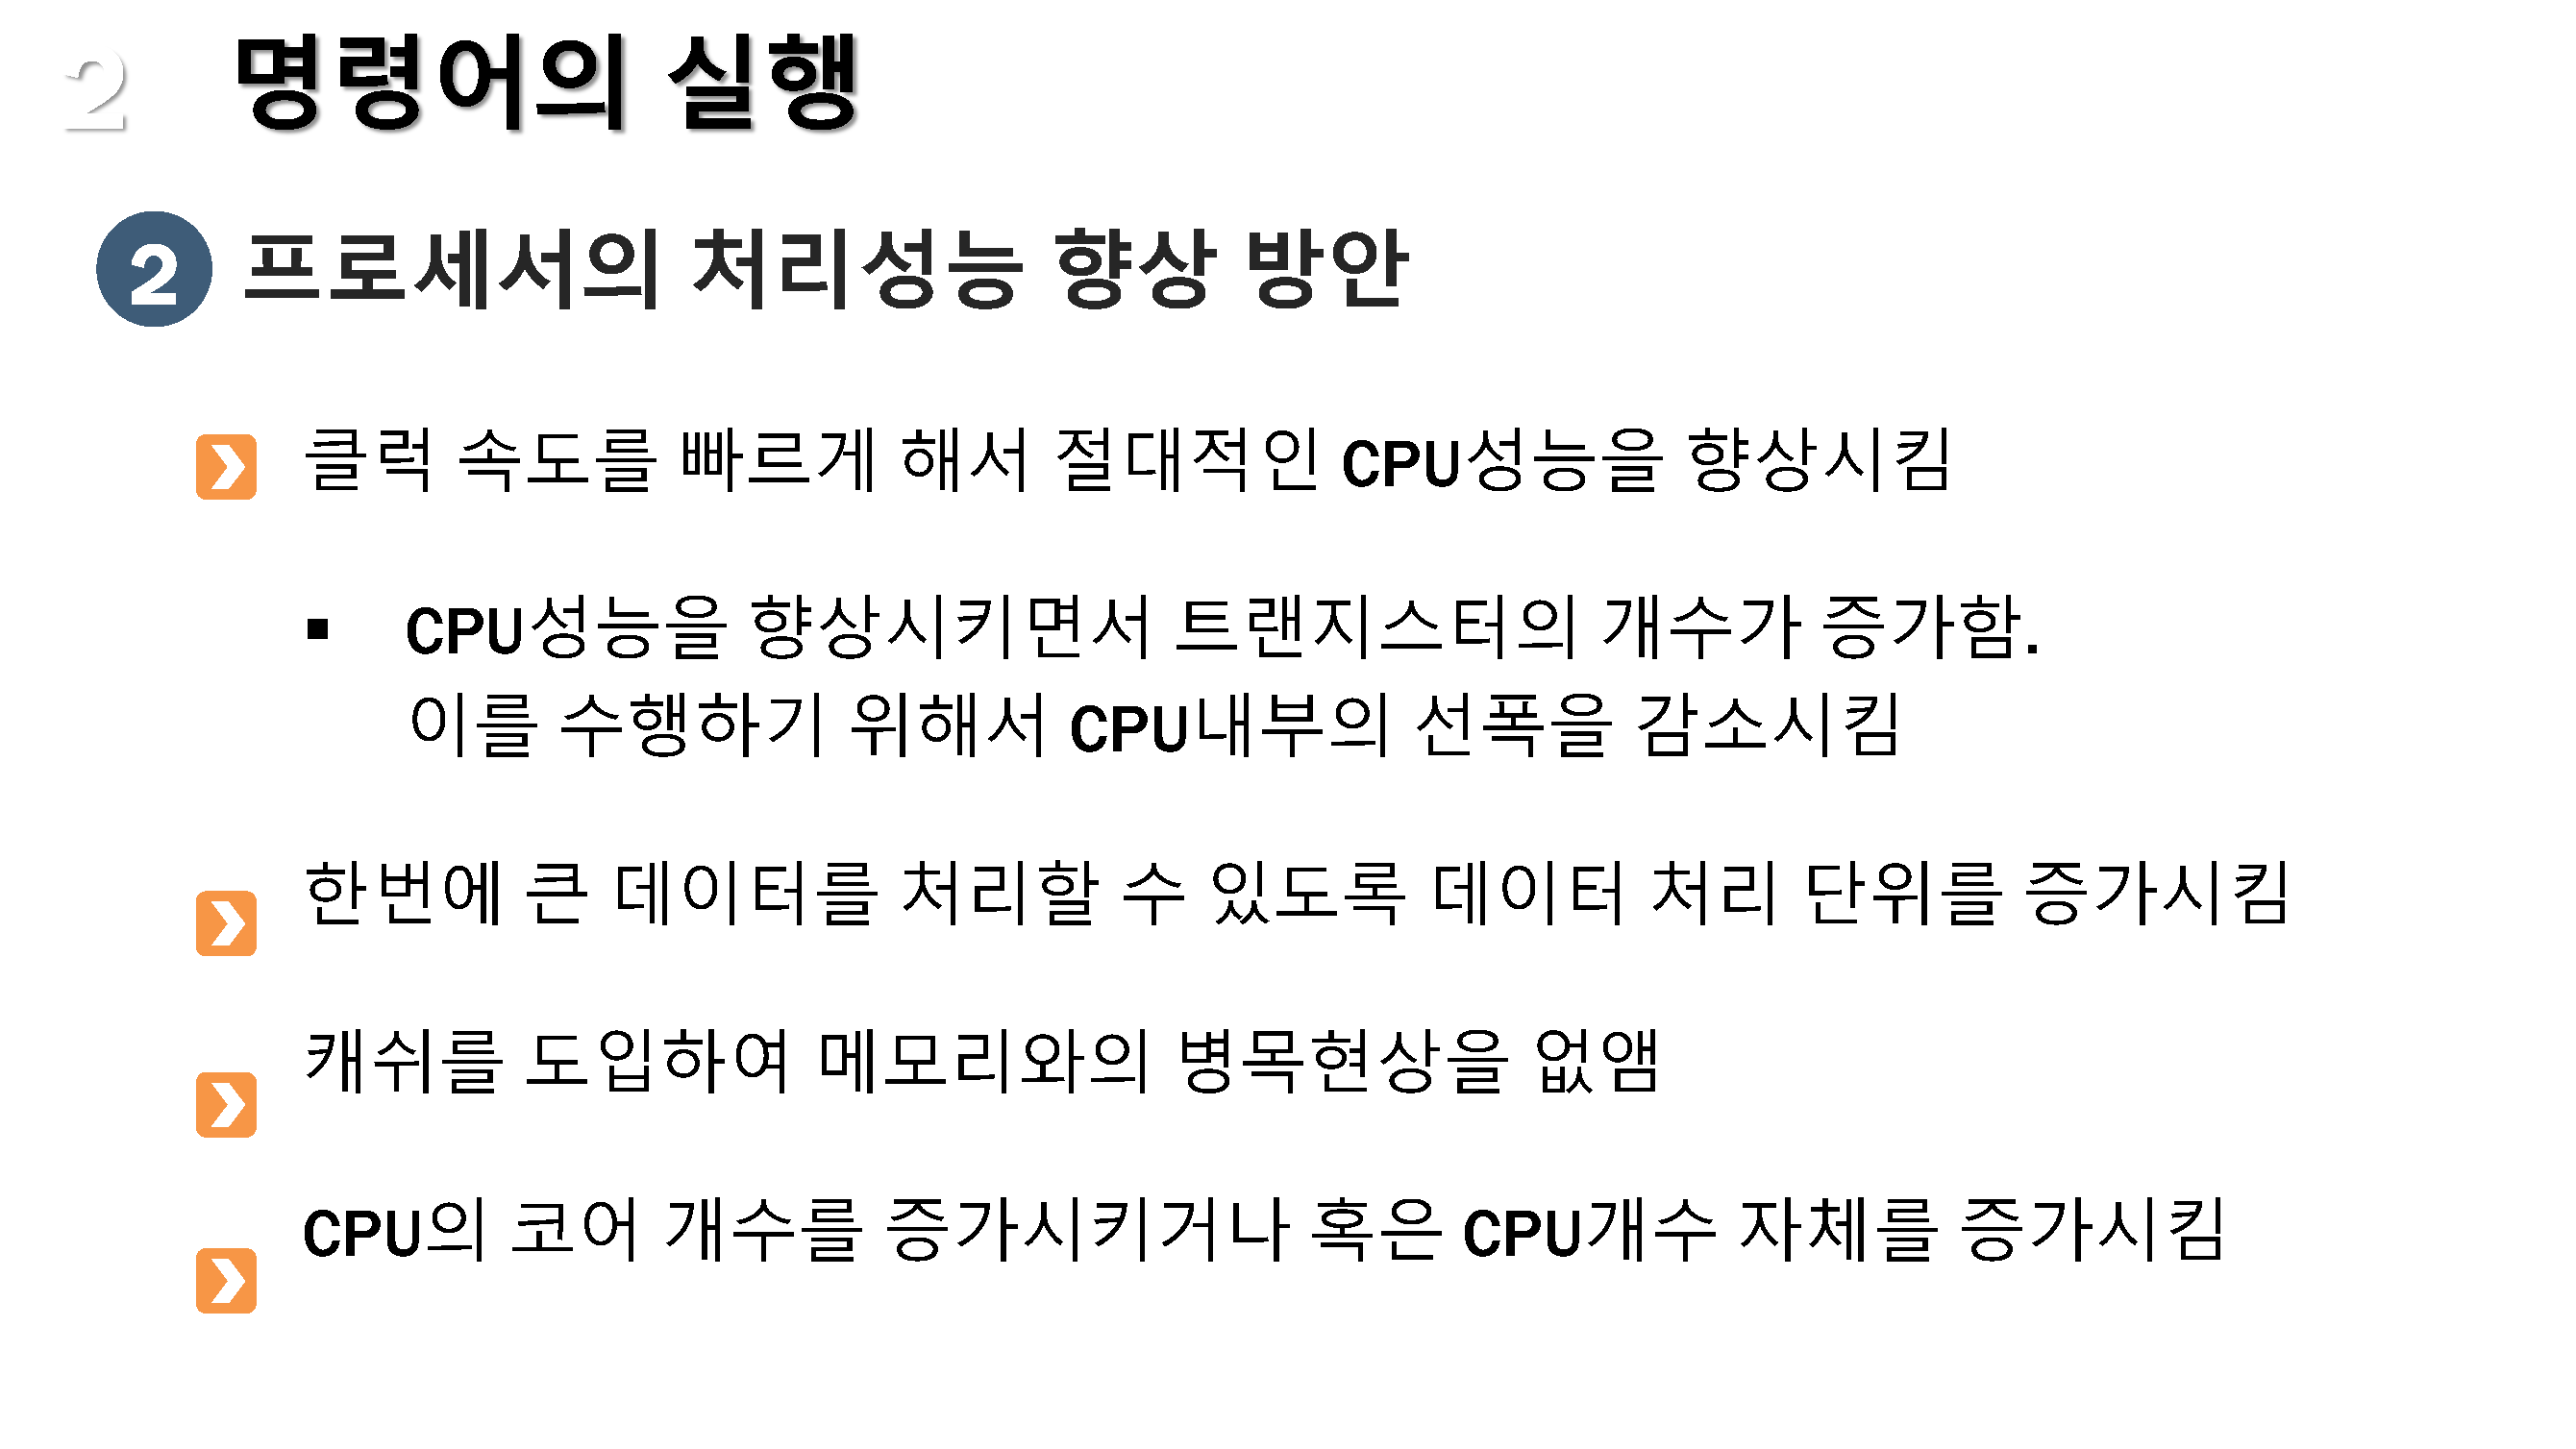 2 명령어의 실행
2 프로세서의 처리성능 향상 방안
클럭 속도를 빠르게 해서 절대적인 CPU성능을 향상시킴
▪ CPU성능을 향상시키면서 트랜지스터의 개수가 증가함.
이를 수행하기 위해서 CPU내부의 선폭을 감소시킴
한번에 큰 데이터를 처리할 수 있도록 데이터 처리 단위를 증가시킴
캐쉬를 도입하여 메모리와의 병목현상을 없앰
CPU의 코어 개수를 증가시키거나 혹은 CPU개수 자체를 증가시킴